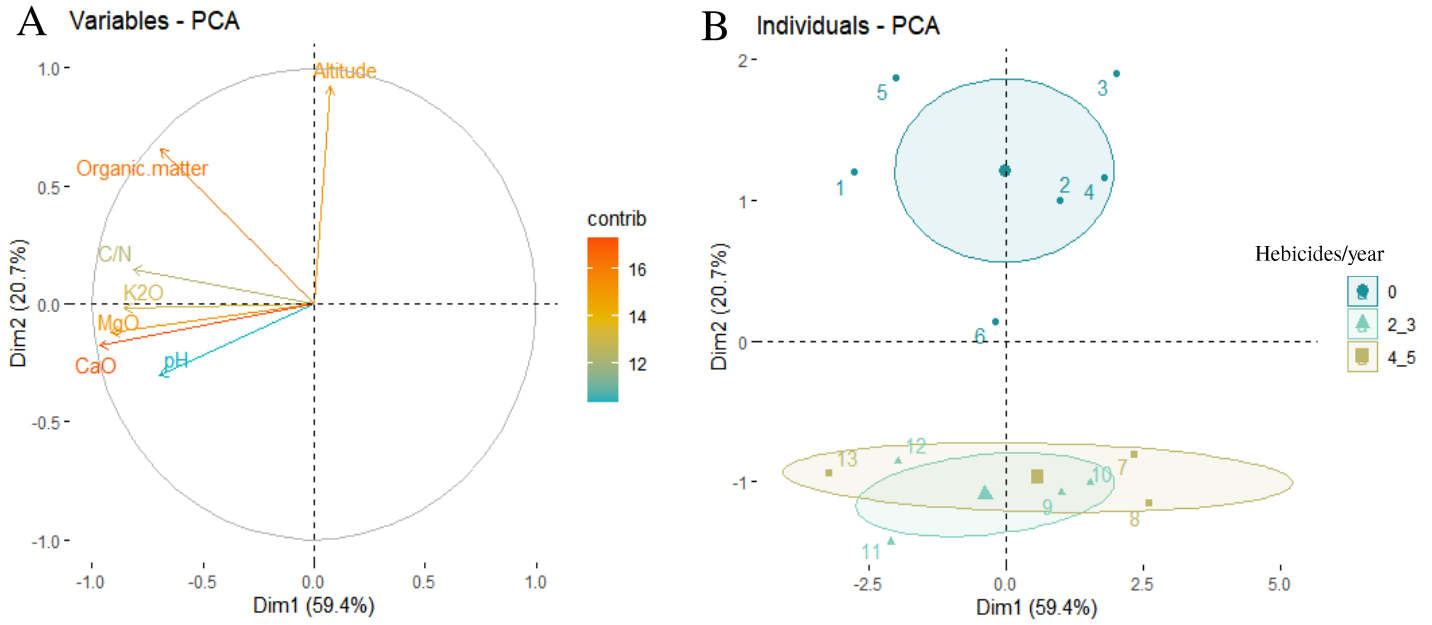 A Variables - PCA
1.0
0.5
0.0
-0.5
-1.0
Dim2 (20.7%)
Altitude
Organic.matter
C/N
K2O
MgO
CaO
pH
-1.0 -0.5 0.0 0.5 1.0
Dim1 (59.4%)
contrib
16
14
12
B Individuals - PCA
2
1
0
-1
Dim2 (20.7%)
5
3
1
2
4
6
13
12
7
10
9
8
11
-2.5 0.0 2.5 5.0
Dim1 (59.4%)
Hebicides/year
a 0
a 2_3
a 4_5